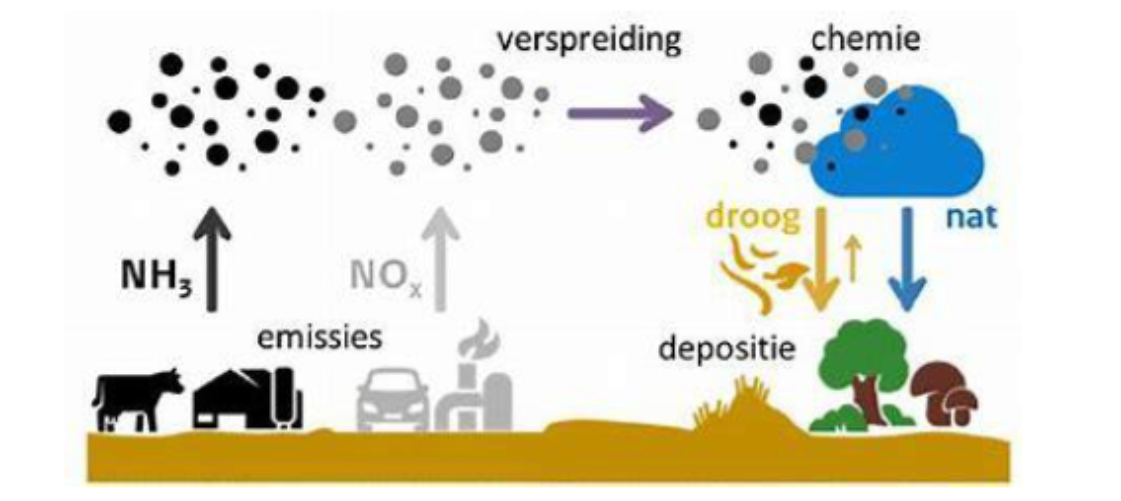 verspreiding
chemie
droog
nat
NH₃
NOₓ
emissies
depositie